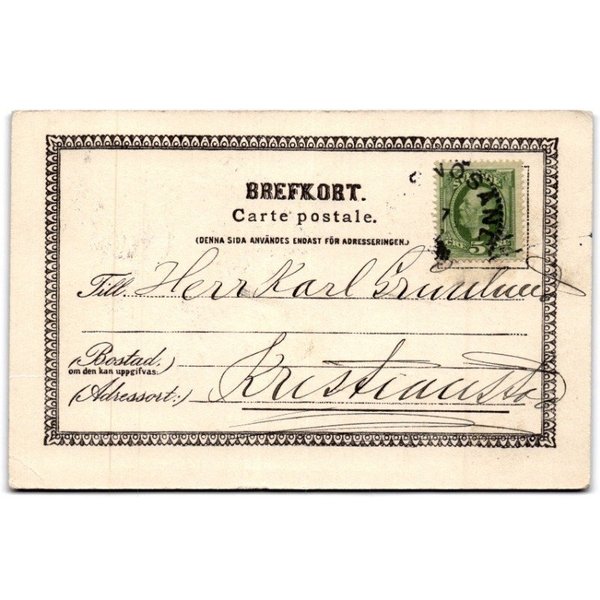 BREFKORT.
Carte postale.
(DENNA SIDA ANVÄNDES ENDAST FÖR ADRESSERINGEN.)
5
Till Herr Karl
(Bostad.)
om den kan uppgifvas
(Adressort:) Kristianstad